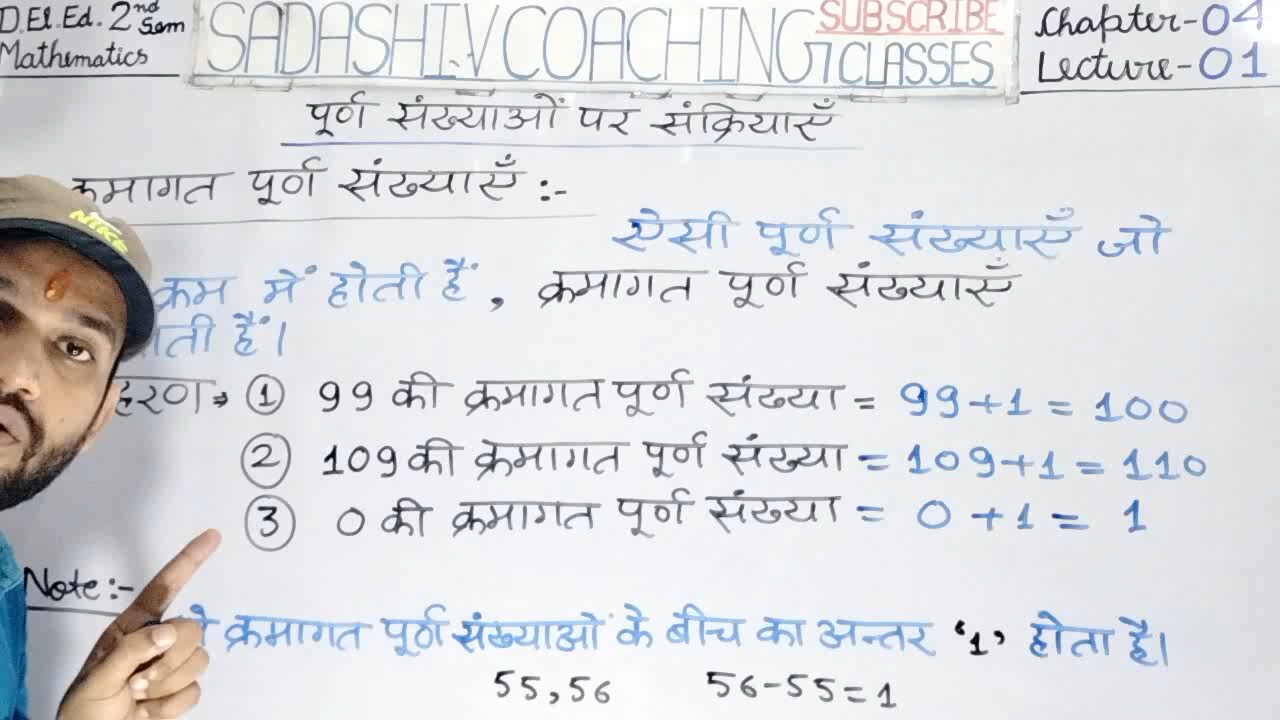 D.El.Ed. 2nd Sem
Mathematics
SADASHIV COACHING CLASSES
SUBSCRIBE
Chapter-04
Lecture-01
पूर्ण संख्याओं पर संक्रियाएँ
क्रमागत पूर्ण संख्याएँ :-
NIKE
ऐसी पूर्ण संख्याएँ जो
क्रम में होती हैं, क्रमागत पूर्ण संख्याएँ
हैं।
① 99 की क्रमागत पूर्ण संख्या = 99+1 = 100
② 109 की क्रमागत पूर्ण संख्या = 109+1 = 110
③ 0 की क्रमागत पूर्ण संख्या = 0+1 = 1
Note:-
क्रमागत पूर्ण संख्याओं के बीच का अन्तर ‘1’ होता है।
55,56 56-55=1